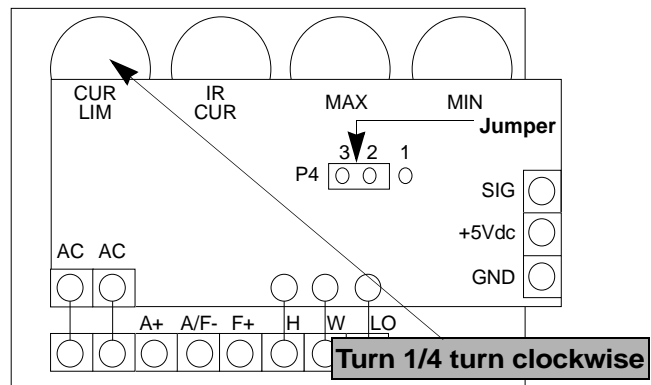 CUR
LIM
IR
CUR
MAX
MIN
Jumper
3 2 1
P4
SIG
+5Vdc
GND
AC AC
A+ A/F- F+ H W LO
Turn 1/4 turn clockwise